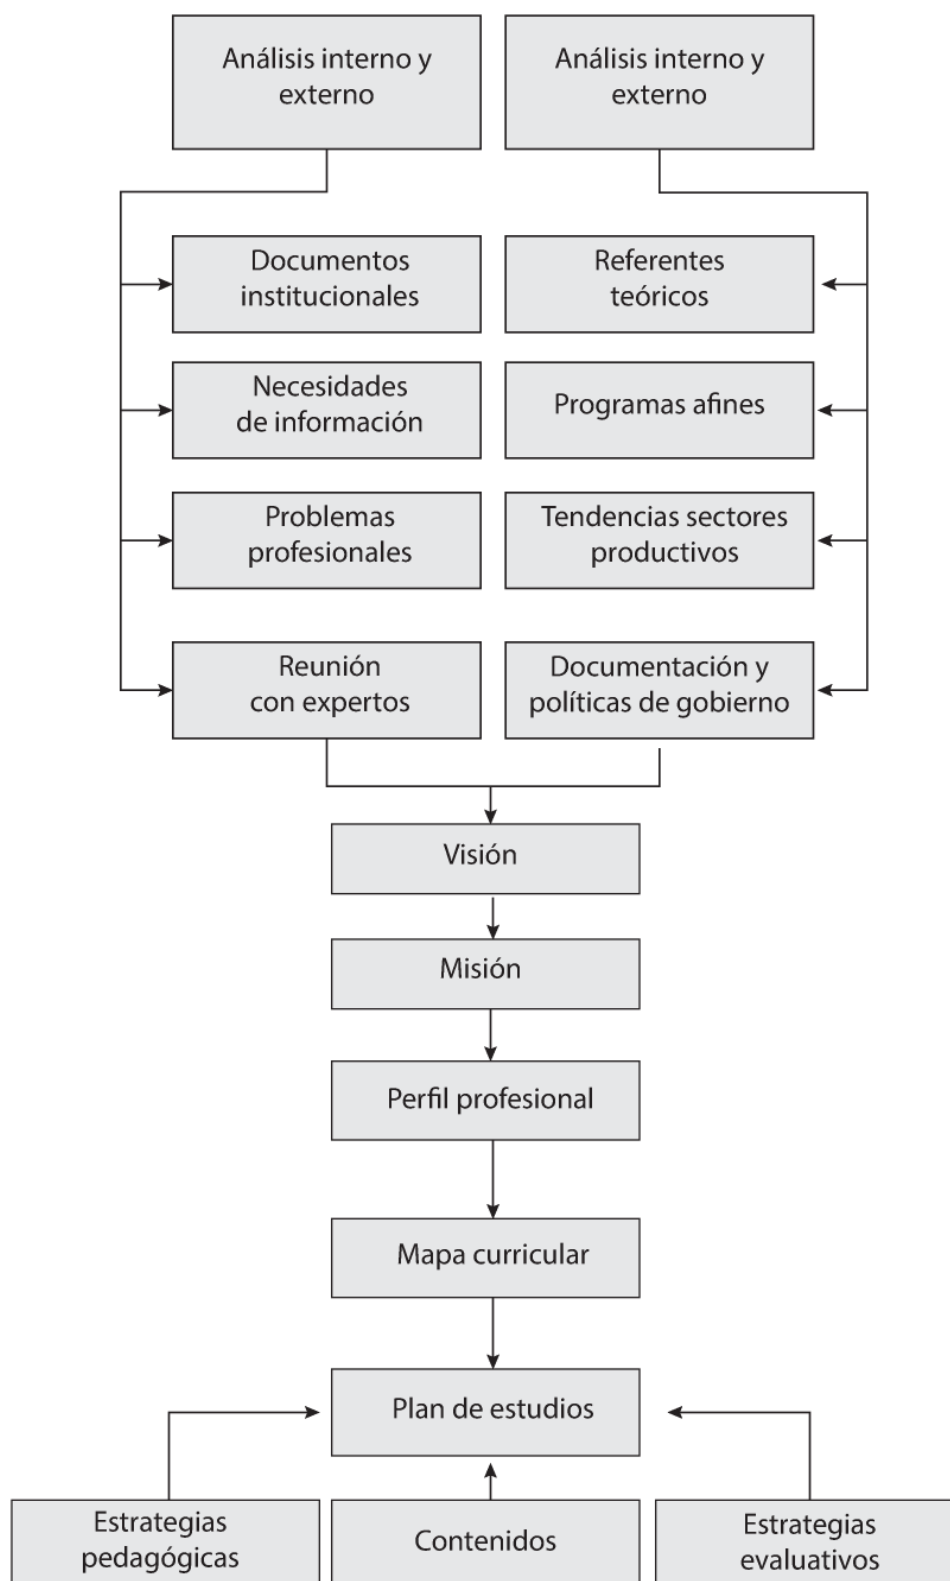 Análisis interno y
externo
Análisis interno y
externo
Documentos
institucionales
Referentes
teóricos
Necesidades
de información
Programas afines
Problemas
profesionales
Tendencias sectores
productivos
Reunión
con expertos
Documentación y
políticas de gobierno
Visión
Misión
Perfil profesional
Mapa curricular
Plan de estudios
Estrategias
pedagógicas
Contenidos
Estrategias
evaluativos